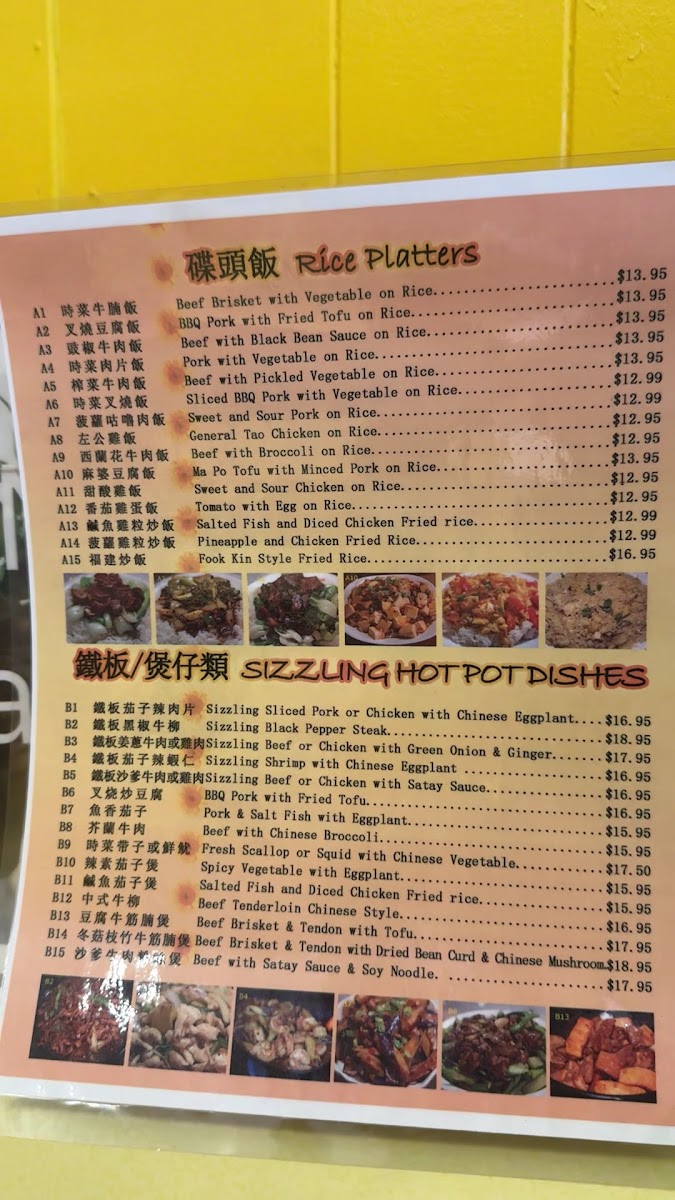 碟頭飯 Rice Platters
A1 時菜牛腩飯 Beef Brisket with Vegetable on Rice $13.95
A2 叉燒豆腐飯 BBQ Pork with Fried Tofu on Rice $13.95
A3 豉椒牛肉飯 Beef with Black Bean Sauce on Rice $13.95
A4 時菜肉片飯 Pork with Vegetable on Rice $13.95
A5 榨菜牛肉飯 Beef with Pickled Vegetable on Rice $13.95
A6 時菜叉燒飯 Sliced BBQ Pork with Vegetable on Rice $12.99
A7 菠蘿咕嚕肉飯 Sweet and Sour Pork on Rice $12.99
A8 左公雞飯 General Tao Chicken on Rice $12.95
A9 西蘭花牛肉飯 Beef with Broccoli on Rice $12.95
A10 麻婆豆腐飯 Ma Po Tofu with Minced Pork on Rice $13.95
A11 甜酸雞飯 Sweet and Sour Chicken on Rice $12.95
A12 番茄雞蛋飯 Tomato with Egg on Rice $12.95
A13 鹹魚雞粒炒飯 Salted Fish and Diced Chicken Fried rice $12.99
A14 菠蘿雞粒炒飯 Pineapple and Chicken Fried Rice $12.99
A15 福建炒飯 Fook Kin Style Fried Rice $16.95
A10
鐵板/煲仔類 SIZZLING HOT POT DISHES
B1 鐵板茄子辣肉片 Sizzling Sliced Pork or Chicken with Chinese Eggplant $16.95
B2 鐵板黑椒牛柳 Sizzling Black Pepper Steak $18.95
B3 鐵板姜蔥牛肉或雞肉 Sizzling Beef or Chicken with Green Onion & Ginger $17.95
B4 鐵板茄子辣蝦仁 Sizzling Shrimp with Chinese Eggplant $16.95
B5 鐵板沙爹牛肉或雞肉 Sizzling Beef or Chicken with Satay Sauce $16.95
B6 叉烧炒豆腐 BBQ Pork with Fried Tofu $16.95
B7 魚香茄子 Pork & Salt Fish with Eggplant $15.95
B8 芥蘭牛肉 Beef with Chinese Broccoli $15.95
B9 時菜带子或鮮魷 Fresh Scallop or Squid with Chinese Vegetable $17.50
B10 辣素茄子煲 Spicy Vegetable with Eggplant $15.95
B11 鹹魚茄子煲 Salted Fish and Diced Chicken Fried rice $15.95
B12 中式牛柳 Beef Tenderloin Chinese Style $16.95
B13 豆腐牛筋腩煲 Beef Brisket & Tendon with Tofu $17.95
B14 冬菇枝竹牛筋腩煲 Beef Brisket & Tendon with Dried Bean Curd & Chinese Mushroom $18.95
B15 沙爹牛肉粉絲煲 Beef with Satay Sauce & Soy Noodle. $17.95
B2 B4 B13